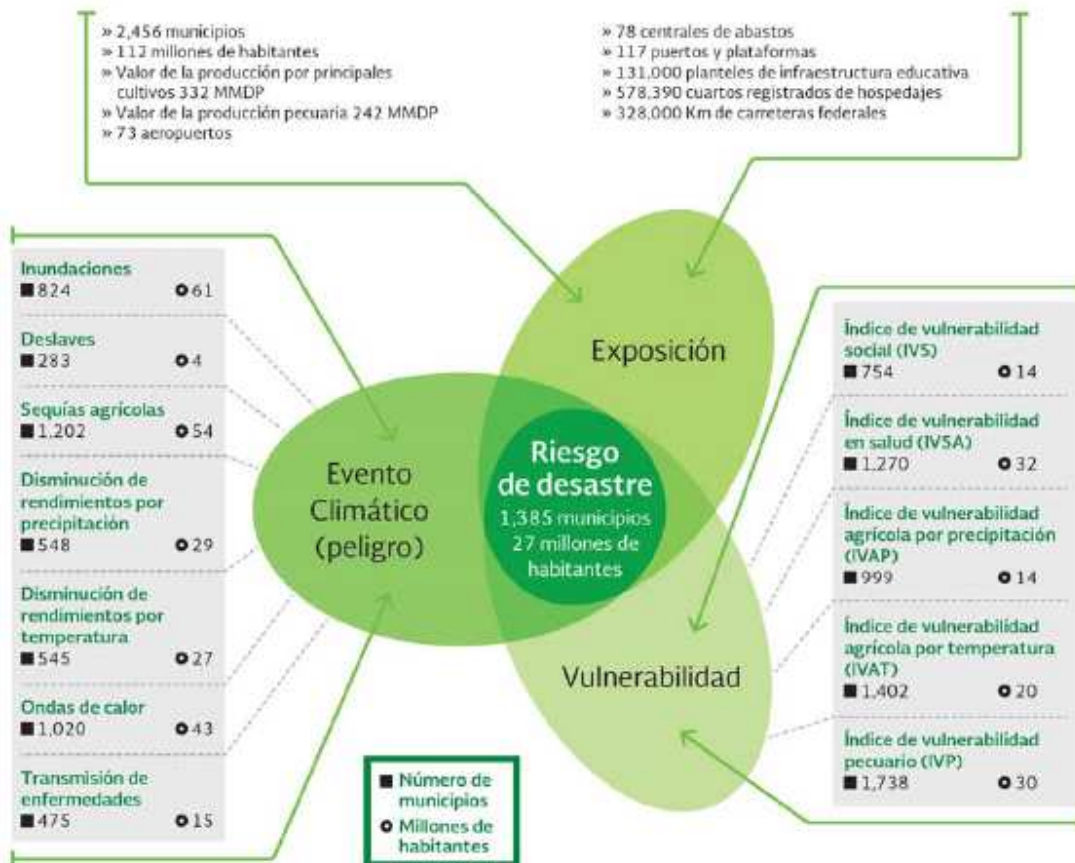 » 2,456 municipios
» 112 millones de habitantes
» Valor de la producción por principales
cultivos 332 MMDP
» Valor de la producción pecuaria 242 MMDP
» 73 aeropuertos
» 78 centrales de abastos
» 117 puertos y plataformas
» 131,000 planteles de infraestructura educativa
» 578,390 cuartos registrados de hospedajes
» 328,000 Km de carreteras federales
Inundaciones
824 61
Deslaves
283 4
Sequías agrícolas
1,202 54
Disminución de
rendimientos por
precipitación
548 29
Disminución de
rendimientos por
temperatura
545 27
Ondas de calor
1,020 43
Transmisión de
enfermedades
475 15
Exposición
Evento
Climático
(peligro)
Riesgo
de desastre
1,385 municipios
27 millones de
habitantes
Vulnerabilidad
Índice de vulnerabilidad
social (IVS)
754 14
Índice de vulnerabilidad
en salud (IVSA)
1,270 32
Índice de vulnerabilidad
agrícola por precipitación
(IVAP)
999 14
Índice de vulnerabilidad
agrícola por temperatura
(IVAT)
1,402 20
Índice de vulnerabilidad
pecuario (IVP)
1,738 30
Número de
municipios
Millones de
habitantes